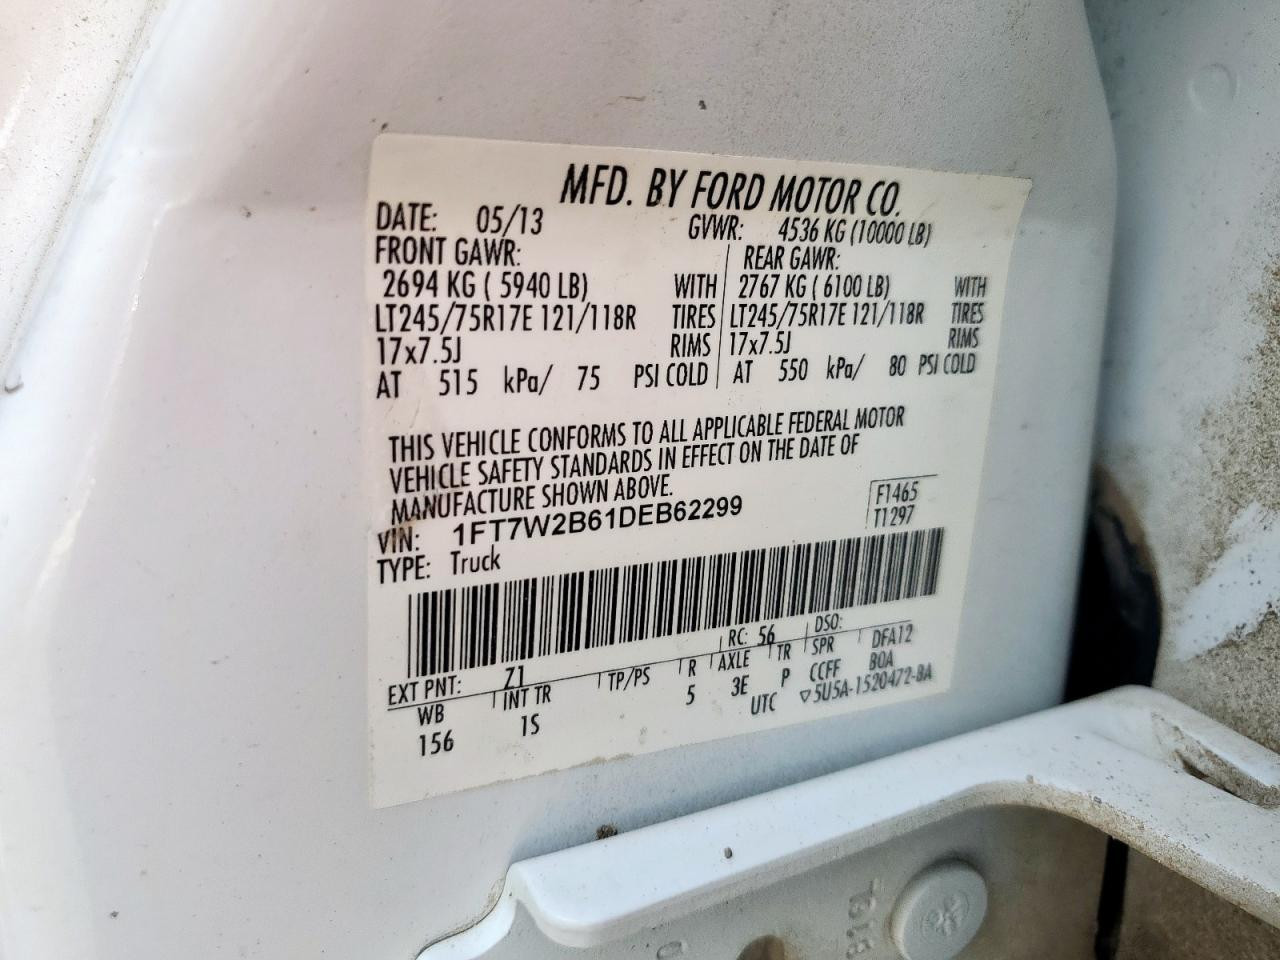 MFD. BY FORD MOTOR CO.
DATE: 05/13 GVWR: 4536 KG (10000 LB)
FRONT GAWR: REAR GAWR:
2694 KG ( 5940 LB) WITH 2767 KG ( 6100 LB) WITH
LT245/75R17E 121/118R TIRES LT245/75R17E 121/118R TIRES
17x7.5J RIMS 17x7.5J RIMS
AT 515 kPa/ 75 PSI COLD AT 550 kPa/ 80 PSI COLD
THIS VEHICLE CONFORMS TO ALL APPLICABLE FEDERAL MOTOR
VEHICLE SAFETY STANDARDS IN EFFECT ON THE DATE OF
MANUFACTURE SHOWN ABOVE.
VIN: 1FT7W2B61DEB62299
F1465
T1297
TYPE: Truck
EXT PNT: Z1 RC: 56 DSO:
WB INT TR TP/PS R AXLE TR SPR DFA12
156 1S 5 3E P CCFF BOA
UTC ▽5U5A-1520472-BA